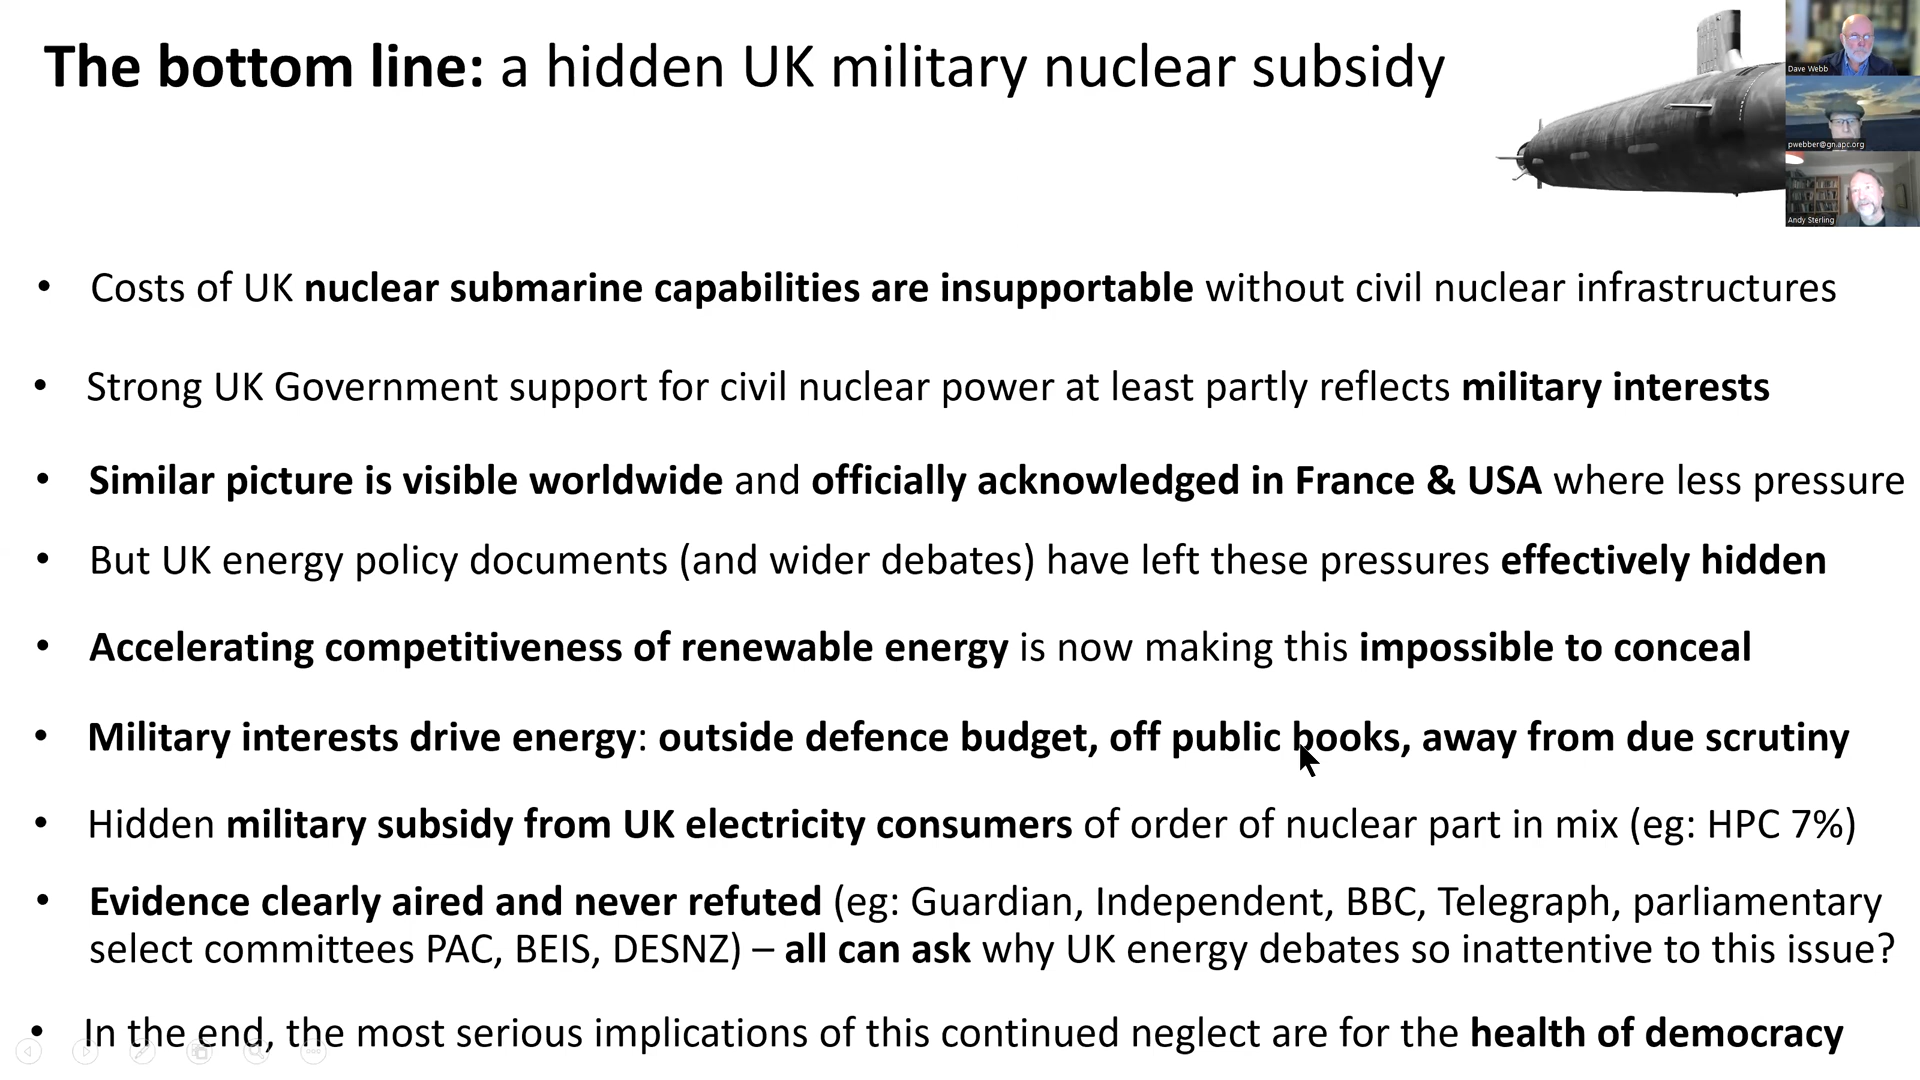 The bottom line: a hidden UK military nuclear subsidy
Dave Webb
pwebber@gn.apc.org
Andy Sterling
• Costs of UK nuclear submarine capabilities are insupportable without civil nuclear infrastructures
• Strong UK Government support for civil nuclear power at least partly reflects military interests
• Similar picture is visible worldwide and officially acknowledged in France & USA where less pressure
• But UK energy policy documents (and wider debates) have left these pressures effectively hidden
• Accelerating competitiveness of renewable energy is now making this impossible to conceal
• Military interests drive energy: outside defence budget, off public books, away from due scrutiny
• Hidden military subsidy from UK electricity consumers of order of nuclear part in mix (eg: HPC 7%)
• Evidence clearly aired and never refuted (eg: Guardian, Independent, BBC, Telegraph, parliamentary
select committees PAC, BEIS, DESNZ) – all can ask why UK energy debates so inattentive to this issue?
• In the end, the most serious implications of this continued neglect are for the health of democracy